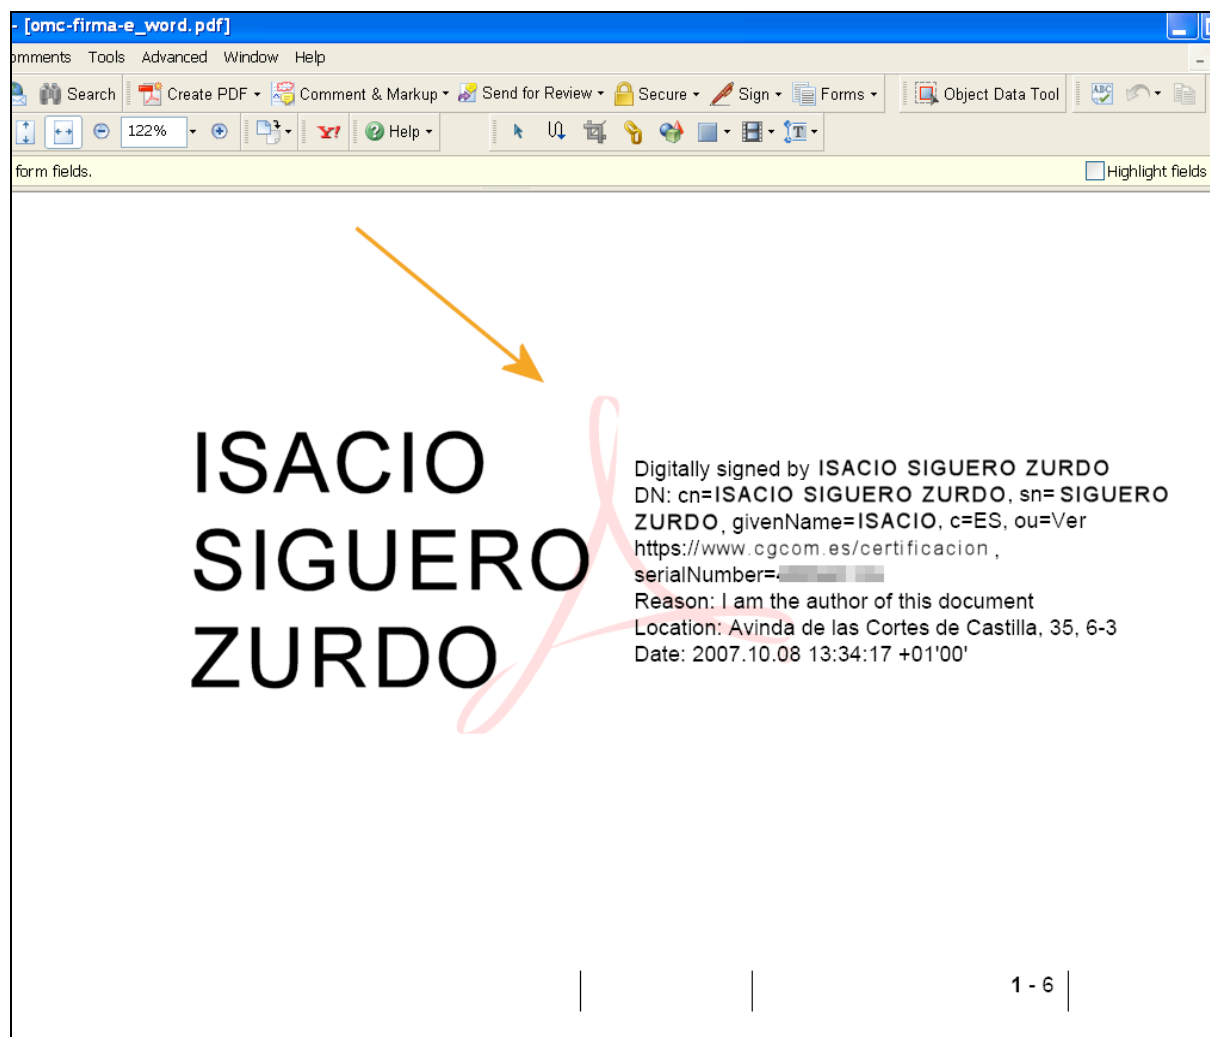 - [omc-firma-e_word.pdf]
omments Tools Advanced Window Help
Search Create PDF Comment & Markup Send for Review Secure Sign Forms Object Data Tool ABC
122% Y! Help T
form fields. Highlight fields
ISACIO
SIGUERO
ZURDO
Digitally signed by ISACIO SIGUERO ZURDO
DN: cn=ISACIO SIGUERO ZURDO, sn= SIGUERO
ZURDO, givenName=ISACIO, c=ES, ou=Ver
https://www.cgcom.es/certificacion ,
serialNumber=
Reason: I am the author of this document
Location: Avinda de las Cortes de Castilla, 35, 6-3
Date: 2007.10.08 13:34:17 +01'00'
1 - 6